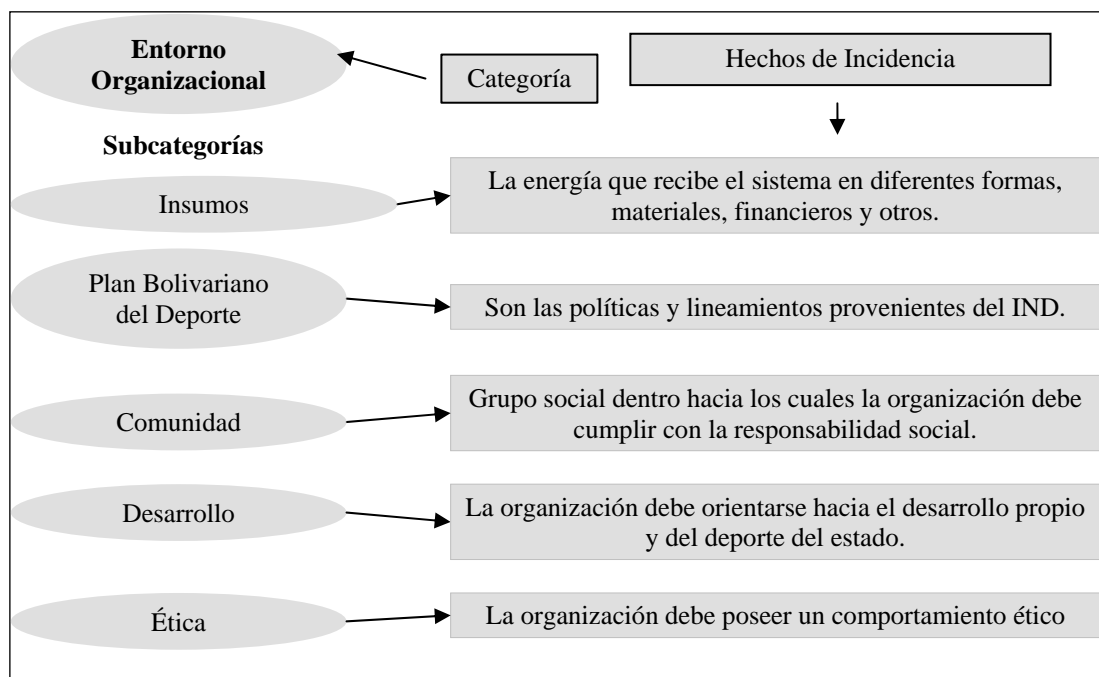 Entorno
Organizacional
Categoría
Hechos de Incidencia
Subcategorías
Insumos
La energía que recibe el sistema en diferentes formas,
materiales, financieros y otros.
Plan Bolivariano
del Deporte
Son las políticas y lineamientos provenientes del IND.
Comunidad
Grupo social dentro hacia los cuales la organización debe
cumplir con la responsabilidad social.
Desarrollo
La organización debe orientarse hacia el desarrollo propio
y del deporte del estado.
Ética
La organización debe poseer un comportamiento ético